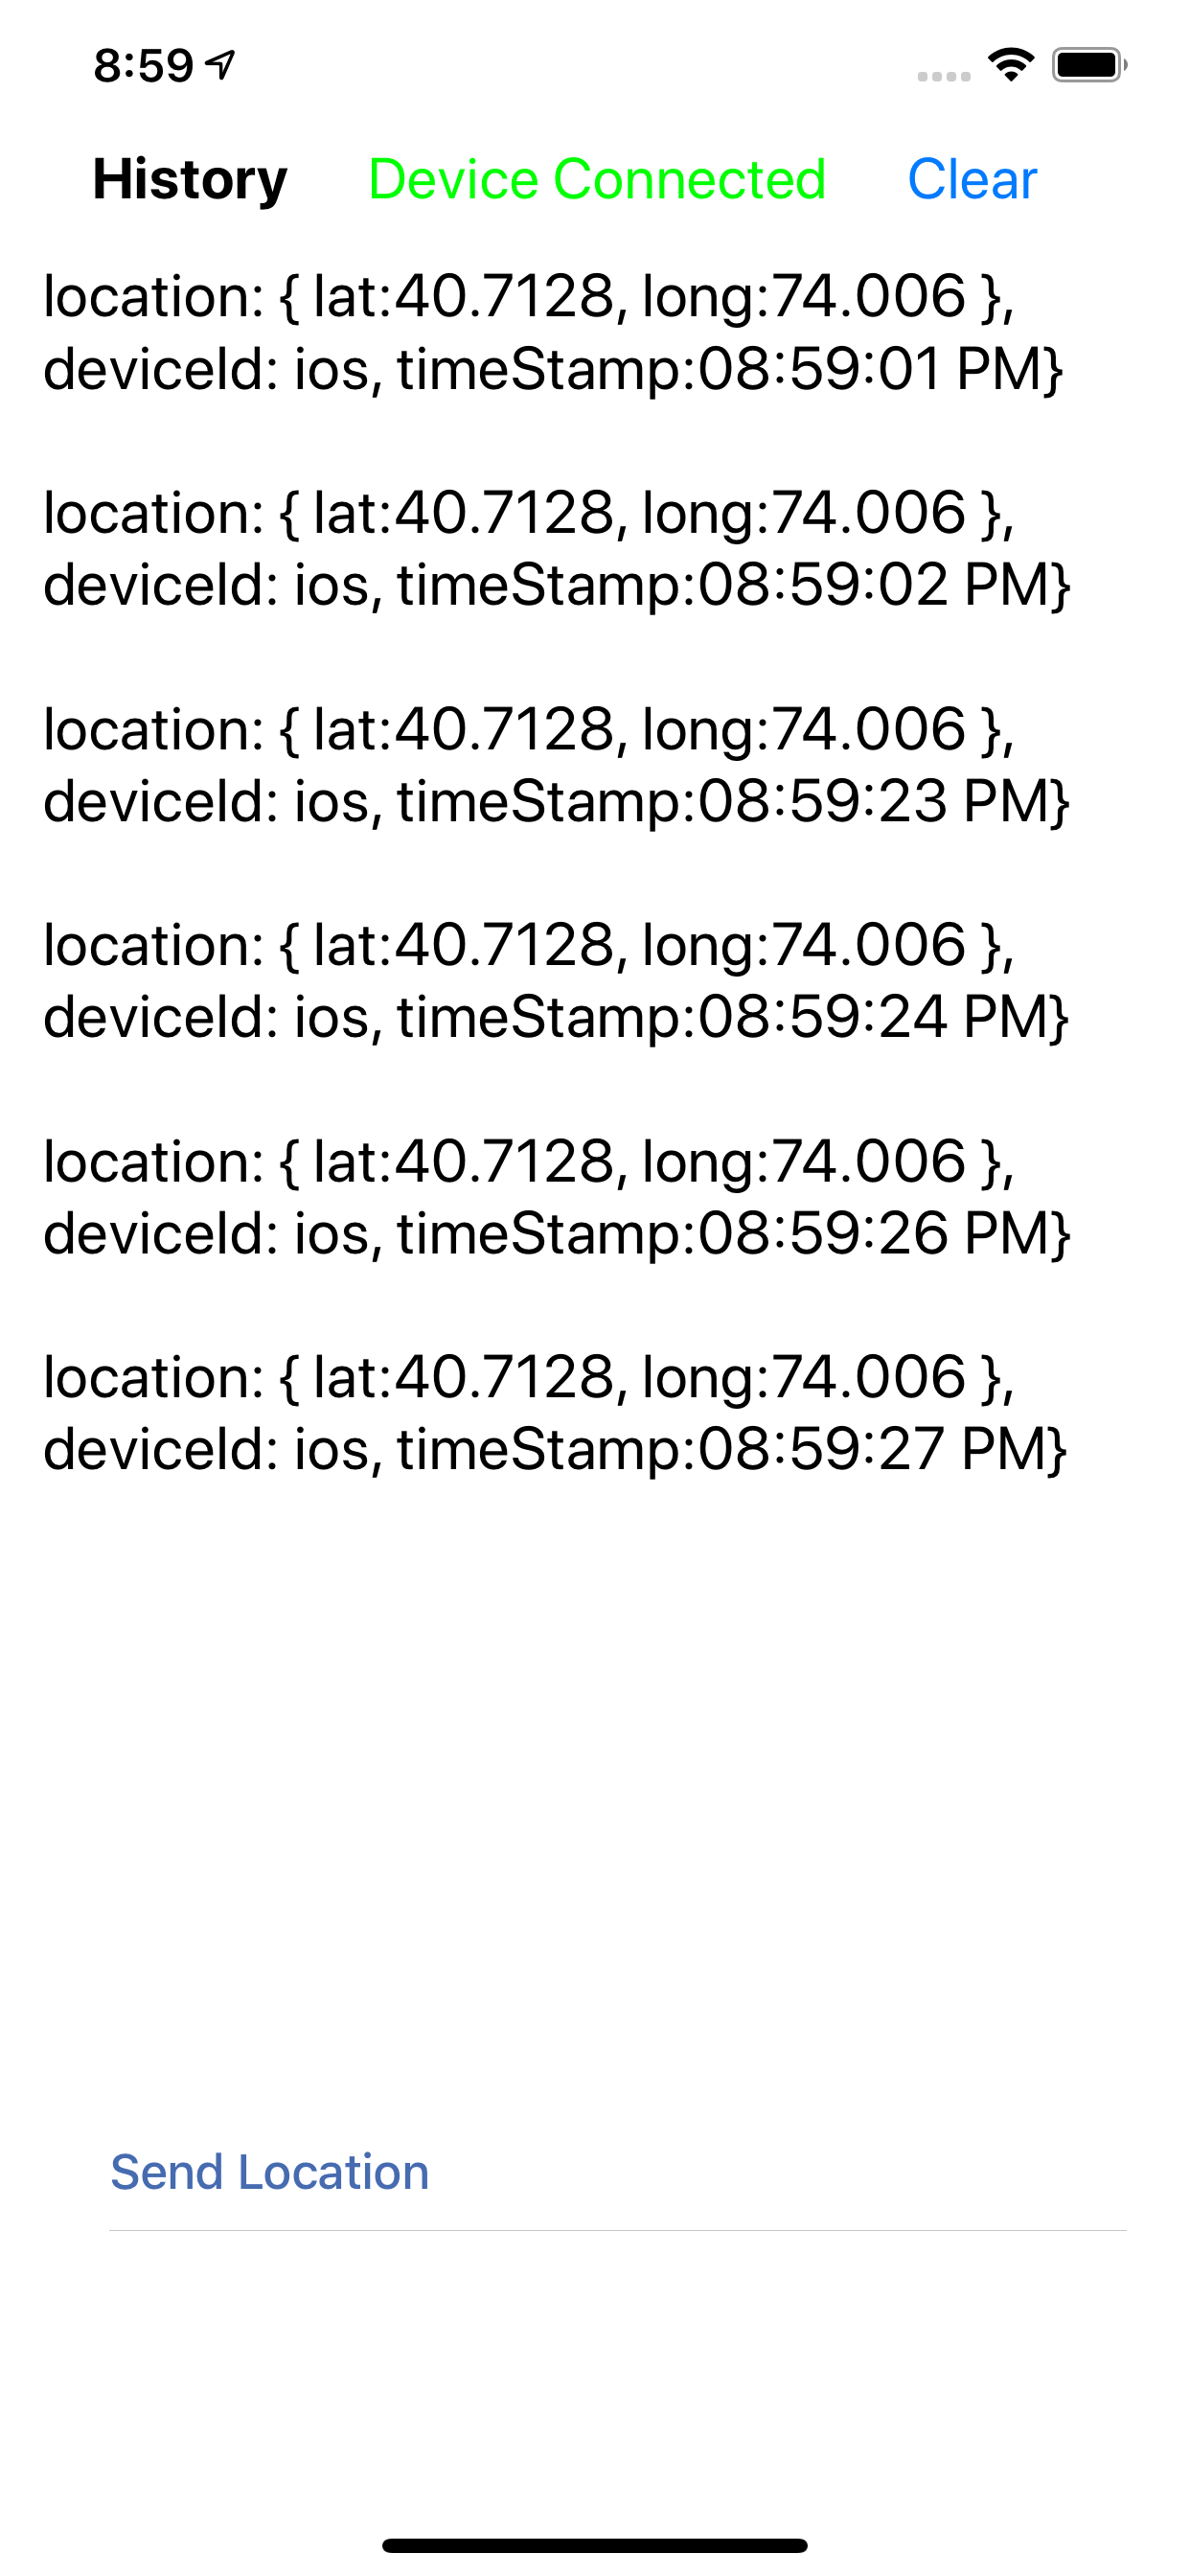 8:59
History Device Connected Clear
location: { lat:40.7128, long:74.006 },
deviceId: ios, timeStamp:08:59:01 PM}
location: { lat:40.7128, long:74.006 },
deviceId: ios, timeStamp:08:59:02 PM}
location: { lat:40.7128, long:74.006 },
deviceId: ios, timeStamp:08:59:23 PM}
location: { lat:40.7128, long:74.006 },
deviceId: ios, timeStamp:08:59:24 PM}
location: { lat:40.7128, long:74.006 },
deviceId: ios, timeStamp:08:59:26 PM}
location: { lat:40.7128, long:74.006 },
deviceId: ios, timeStamp:08:59:27 PM}
Send Location